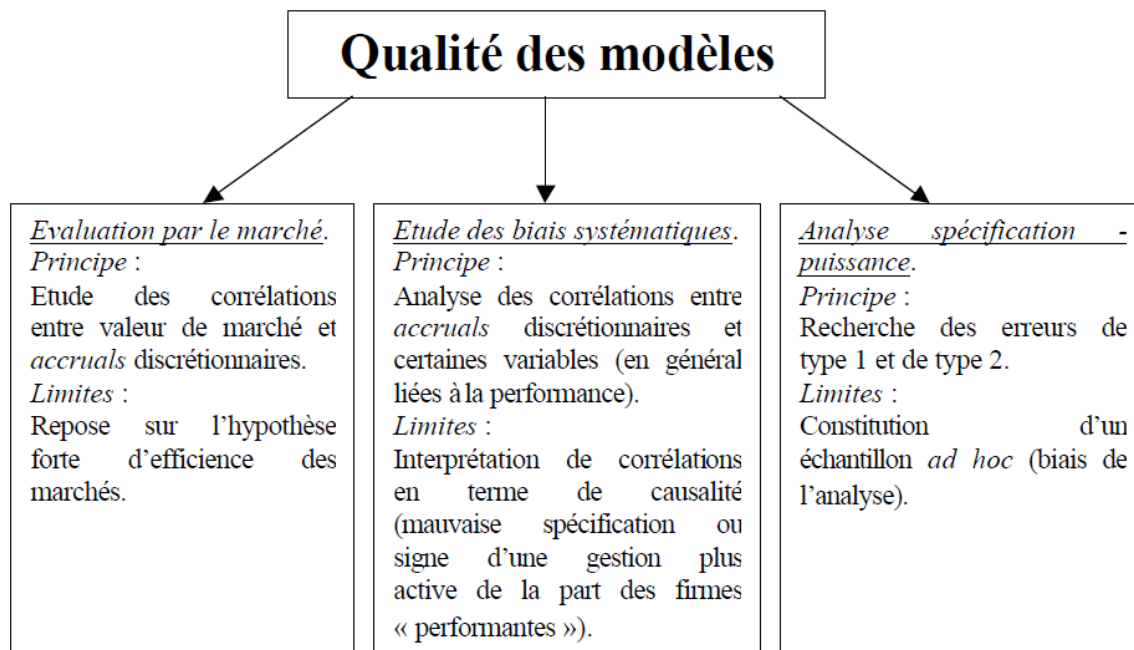 Qualité des modèles
Evaluation par le marché.
Principe :
Etude des corrélations
entre valeur de marché et
accruals discrétionnaires.
Limites :
Repose sur l’hypothèse
forte d’efficience des
marchés.
Etude des biais systématiques.
Principe :
Analyse des corrélations entre
accruals discrétionnaires et
certaines variables (en général
liées à la performance).
Limites :
Interprétation de corrélations
en terme de causalité
(mauvaise spécification ou
signe d’une gestion plus
active de la part des firmes
« performantes »).
Analyse spécification -
puissance.
Principe :
Recherche des erreurs de
type 1 et de type 2.
Limites :
Constitution d’un
échantillon ad hoc (biais de
l’analyse).